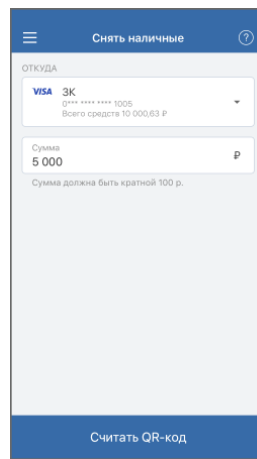 Снять наличные
?
ОТКУДА
VISA ЗК
0*** **** **** 1005
Всего средств 10 000,63 ₽
Сумма
5 000 ₽
Сумма должна быть кратной 100 р.
Считать QR-код